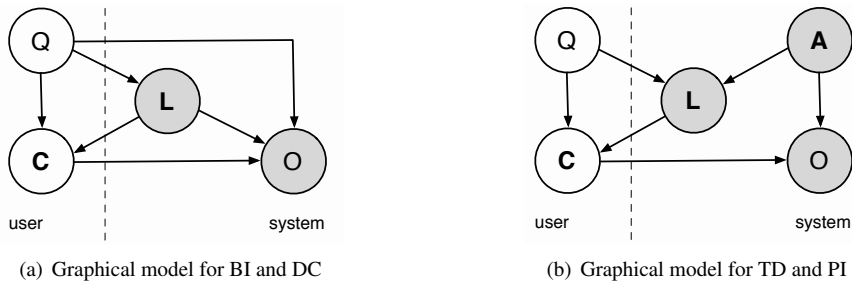 Q
L
C
O
user
system
(a) Graphical model for BI and DC
Q
A
L
C
O
user
system
(b) Graphical model for TD and PI